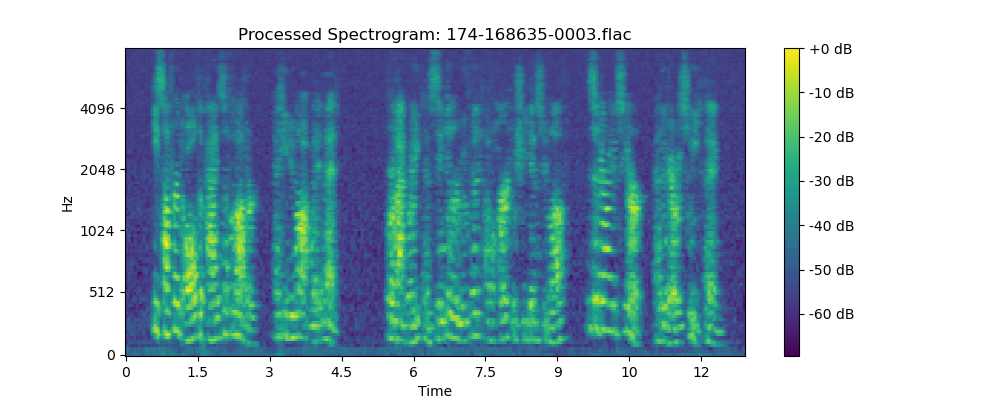 Processed Spectrogram: 174-168635-0003.flac
+0 dB
4096
-10 dB
-20 dB
2048
-30 dB
Hz
1024
-40 dB
-50 dB
512
-60 dB
0
0 1.5 3 4.5 6 7.5 9 10 12
Time